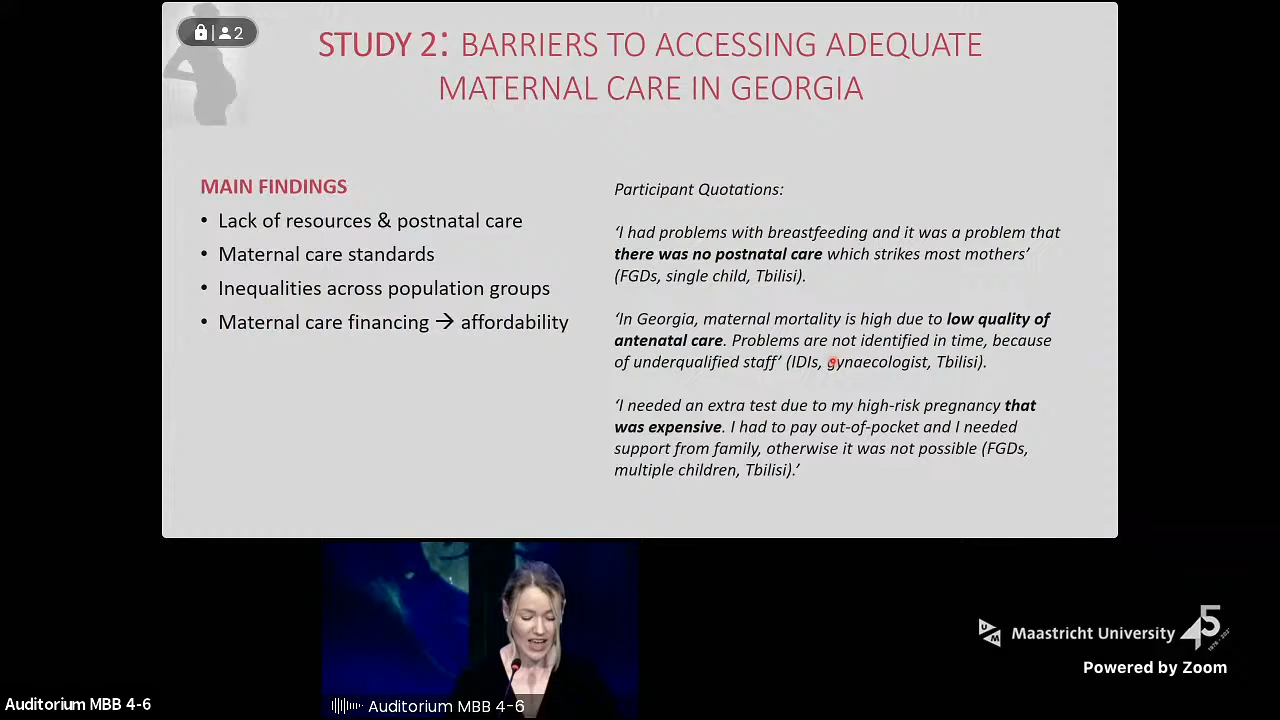 2
STUDY 2: BARRIERS TO ACCESSING ADEQUATE
MATERNAL CARE IN GEORGIA
MAIN FINDINGS
• Lack of resources & postnatal care
• Maternal care standards
• Inequalities across population groups
• Maternal care financing → affordability
Participant Quotations:
‘I had problems with breastfeeding and it was a problem that
there was no postnatal care which strikes most mothers’
(FGDs, single child, Tbilisi).
‘In Georgia, maternal mortality is high due to low quality of
antenatal care. Problems are not identified in time, because
of underqualified staff’ (IDIs, gynaecologist, Tbilisi).
‘I needed an extra test due to my high-risk pregnancy that
was expensive. I had to pay out-of-pocket and I needed
support from family, otherwise it was not possible (FGDs,
multiple children, Tbilisi).’
Maastricht University 45
Powered by Zoom
Auditorium MBB 4-6
Auditorium MBB 4-6